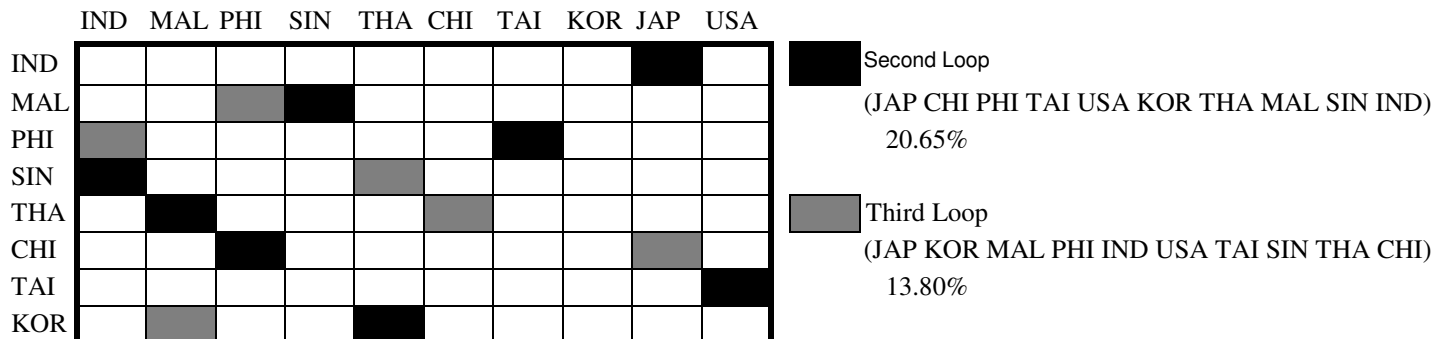 IND MAL PHI SIN THA CHI TAI KOR JAP USA
IND
MAL
PHI
SIN
THA
CHI
TAI
KOR
Second Loop
(JAP CHI PHI TAI USA KOR THA MAL SIN IND)
20.65%
Third Loop
(JAP KOR MAL PHI IND USA TAI SIN THA CHI)
13.80%